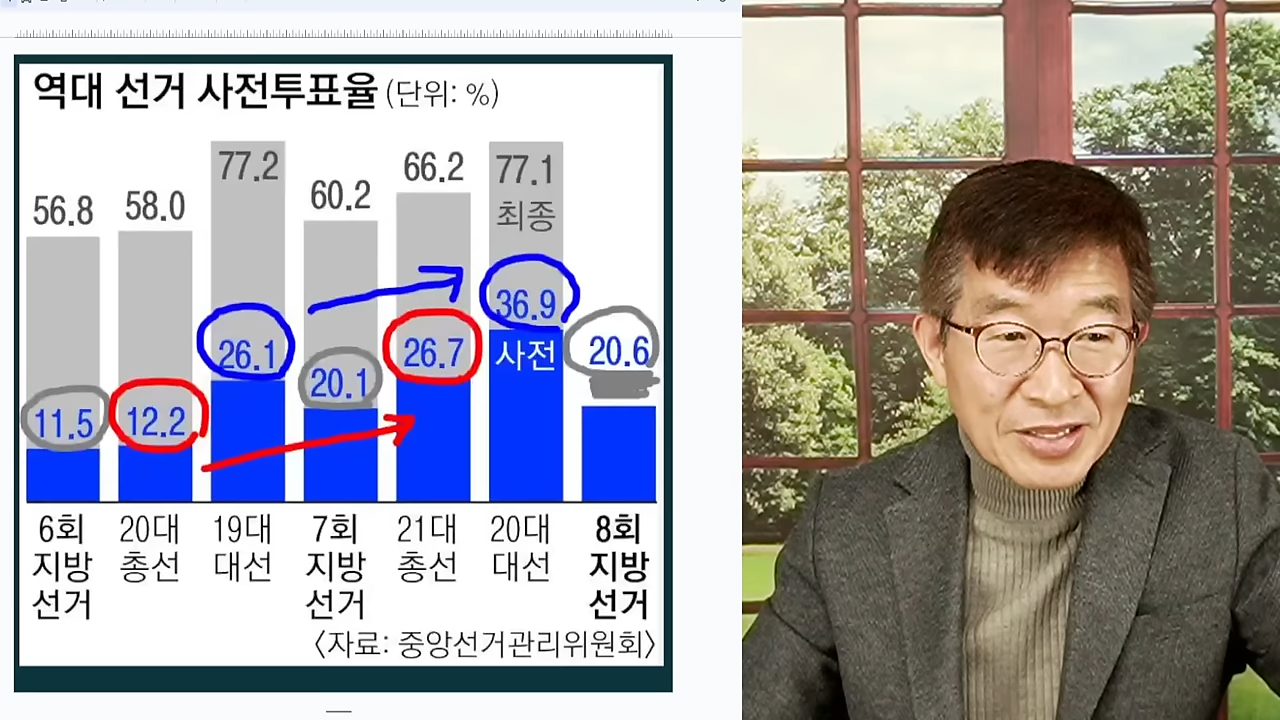 역대 선거 사전투표율 (단위: %)
56.8 58.0 77.2 60.2 66.2 77.1
최종
11.5 12.2 26.1 20.1 26.7 36.9 20.6
사전
6회 20대 19대 7회 21대 20대 8회
지방 총선 대선 지방 총선 대선 지방
선거 선거 선거
〈자료: 중앙선거관리위원회〉